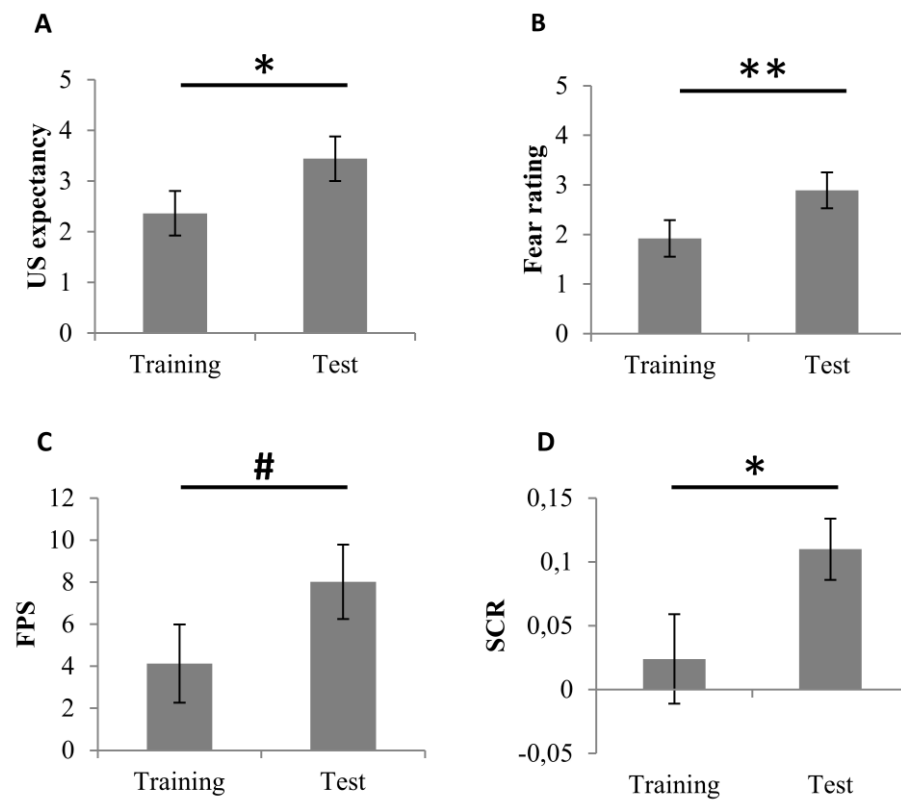 A
*
US expectancy
5
4
3
2
1
0
Training Test
B
**
Fear rating
5
4
3
2
1
0
Training Test
C
#
FPS
12
10
8
6
4
2
0
Training Test
D
*
SCR
0,15
0,1
0,05
0
-0,05
Training Test